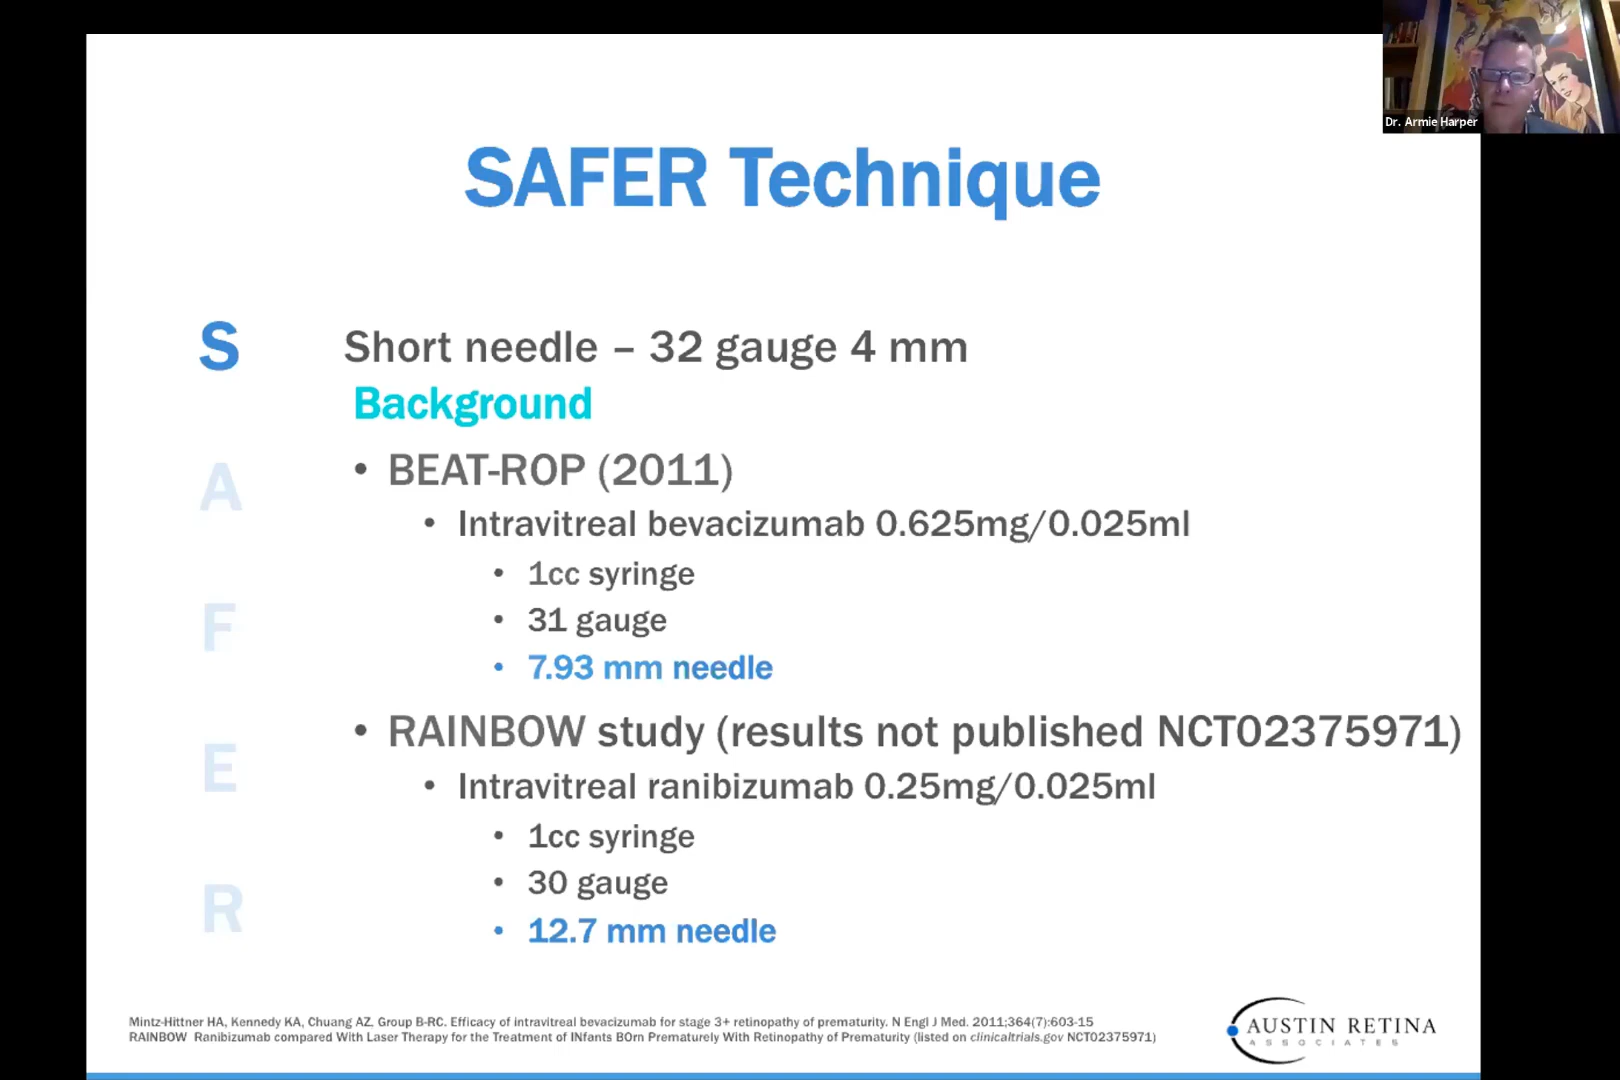 Dr. Armie Harper
SAFER Technique
S
Short needle – 32 gauge 4 mm
Background
• BEAT-ROP (2011)
A
• Intravitreal bevacizumab 0.625mg/0.025ml
• 1cc syringe
F
• 31 gauge
• 7.93 mm needle
• RAINBOW study (results not published NCT02375971)
E
• Intravitreal ranibizumab 0.25mg/0.025ml
• 1cc syringe
• 30 gauge
R
• 12.7 mm needle
Mintz-Hittner HA, Kennedy KA, Chuang AZ. Group B-RC. Efficacy of intravitreal bevacizumab for stage 3+ retinopathy of prematurity. N Engl J Med. 2011;364(7):603-15
RAINBOW Ranibizumab compared With Laser Therapy for the Treatment of INfants BOrn Prematurely With Retinopathy of Prematurity (listed on clinicaltrials.gov NCT02375971)
AUSTIN RETINA
ASSOCIATES